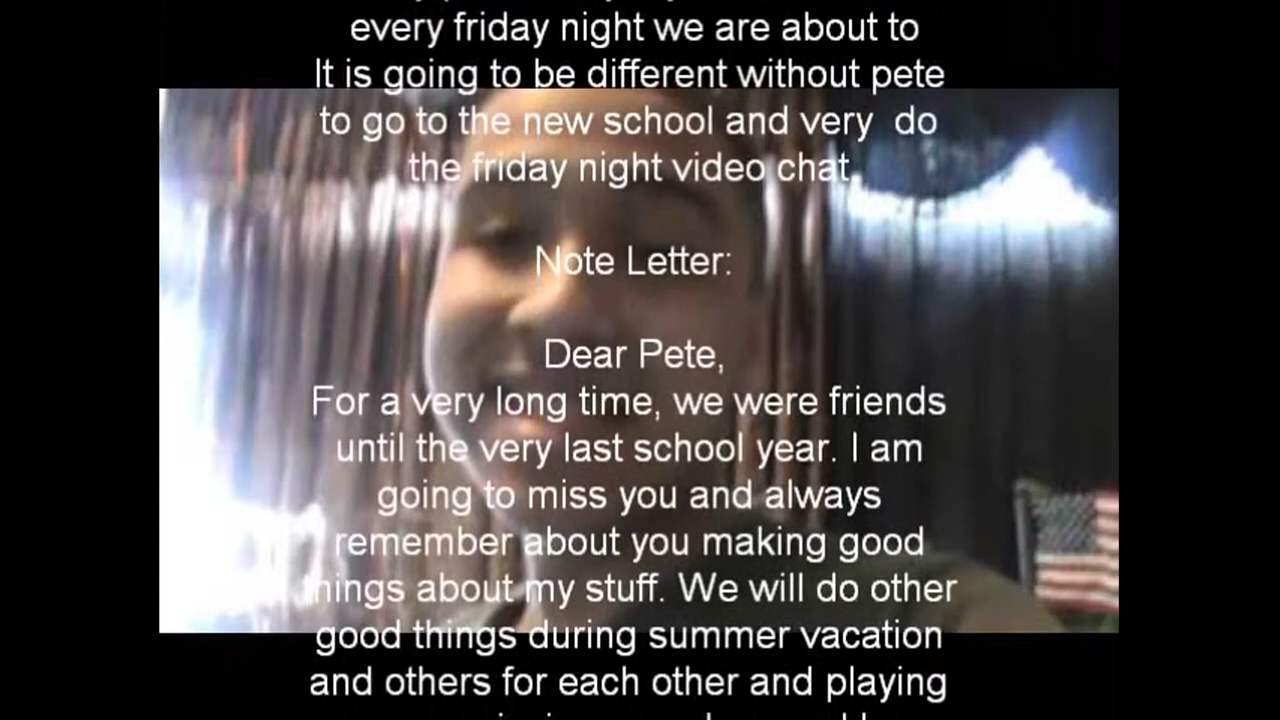 every friday night we are about to
It is going to be different without pete
to go to the new school and very  do
the friday night video chat.
Note Letter:
Dear Pete,
For a very long time, we were friends
until the very last school year. I am
going to miss you and always
remember about you making good
things about my stuff. We will do other
good things during summer vacation
and others for each other and playing